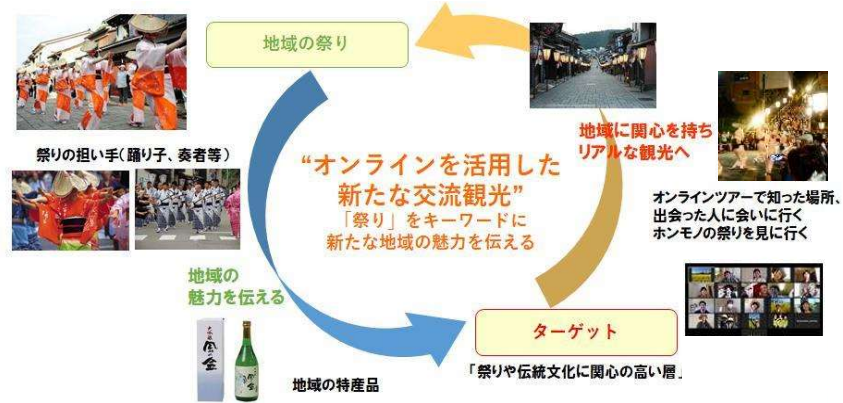 地域の祭り
祭りの担い手(踊り子、奏者等)
地域に関心を持ち
リアルな観光へ
“オンラインを活用した
新たな交流観光”
「祭り」をキーワードに
新たな地域の魅力を伝える
オンラインツアーで知った場所、
出会った人に会いに行く
ホンモノの祭りを見に行く
地域の
魅力を伝える
地域の特産品
ターゲット
「祭りや伝統文化に関心の高い層」